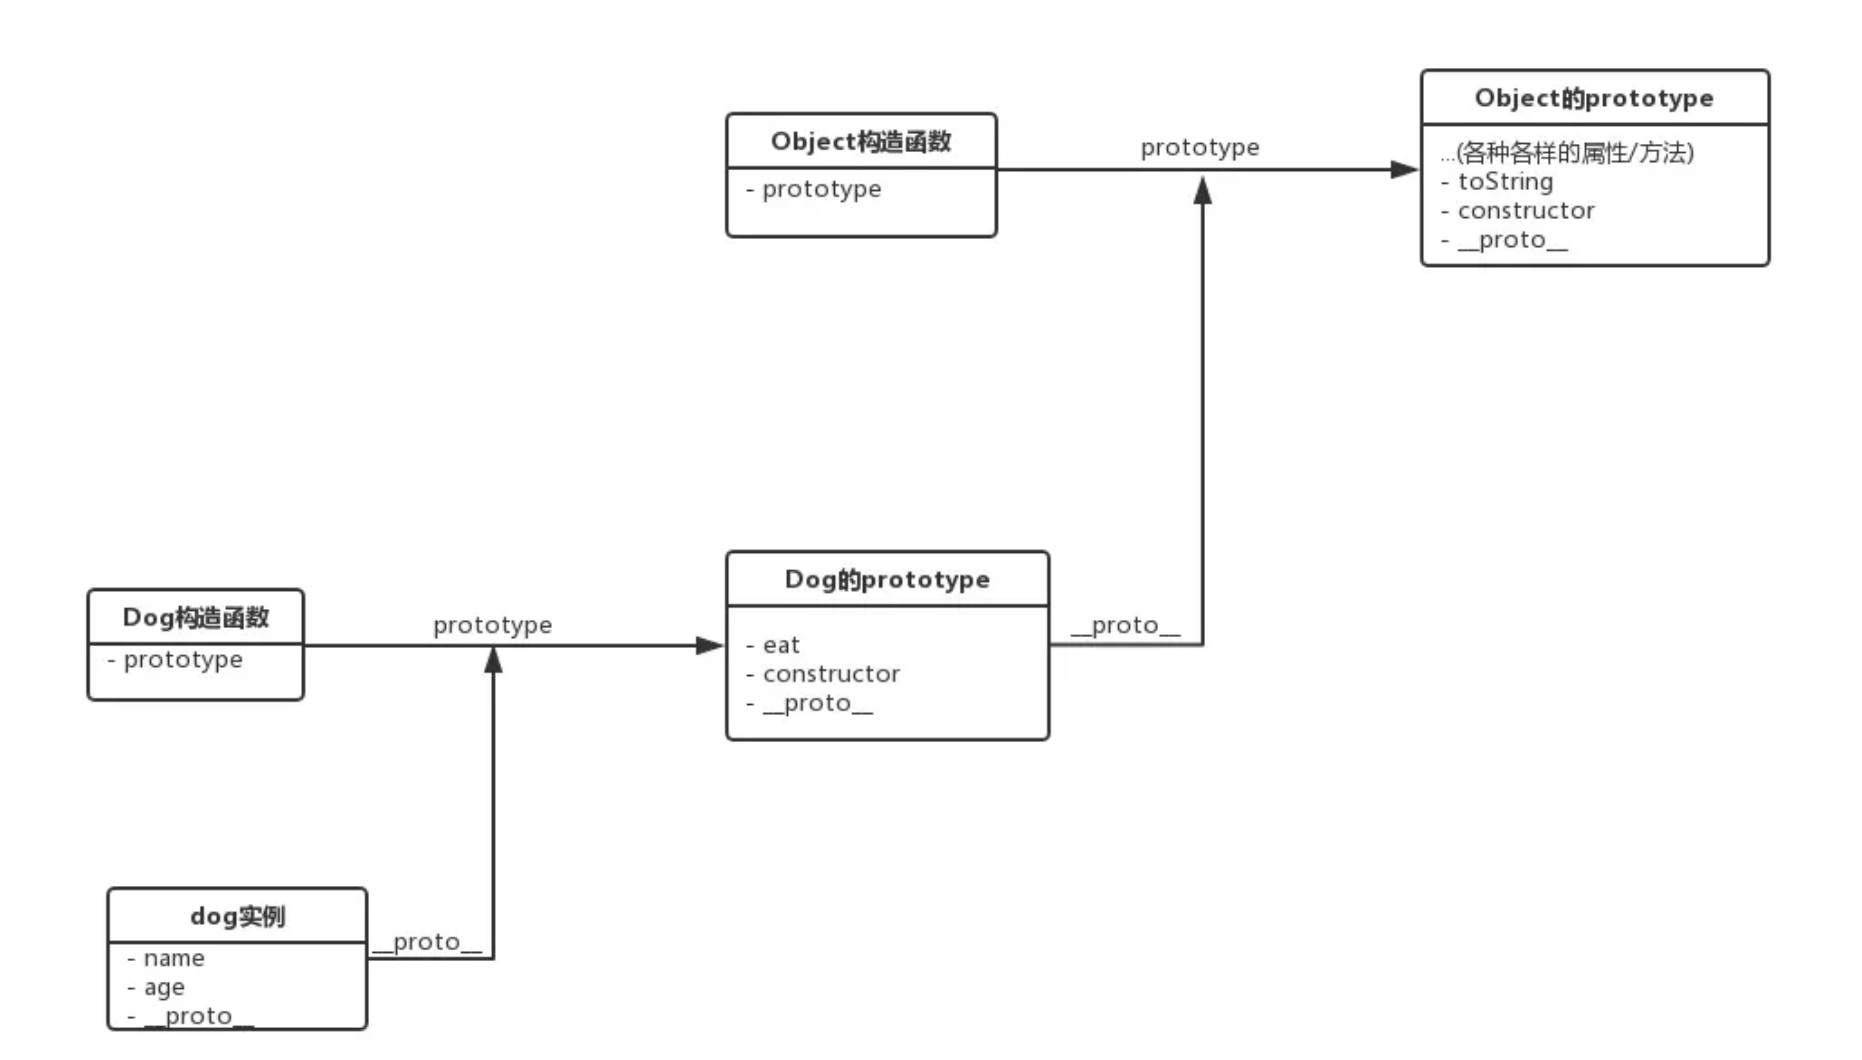 Object的prototype
...(各种各样的属性/方法)
- toString
- constructor
- __proto__
Object构造函数
- prototype
prototype
Dog的prototype
- eat
- constructor
- __proto__
__proto__
Dog构造函数
- prototype
prototype
dog实例
- name
- age
- __proto__
__proto__